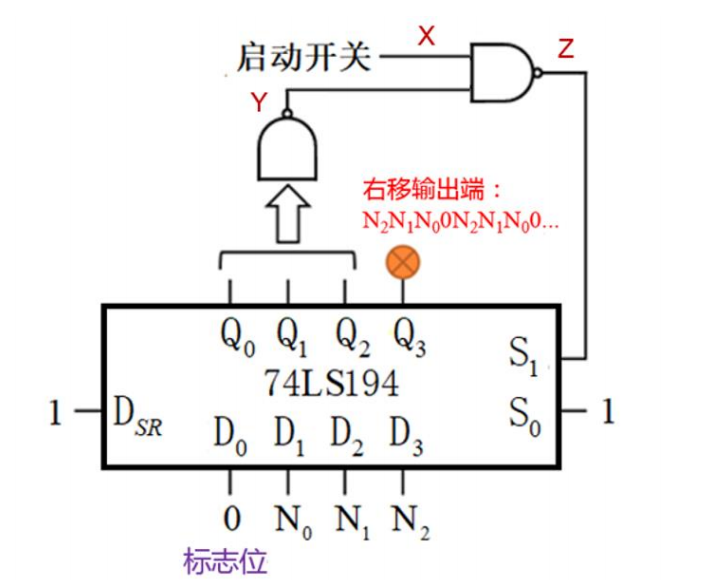 启动开关
X
Z
Y
右移输出端：
N₂N₁N₀0N₂N₁N₀0...
Q₀ Q₁ Q₂ Q₃
S₁
74LS194
1 D_SR S₀ 1
D₀ D₁ D₂ D₃
0 N₀ N₁ N₂
标志位